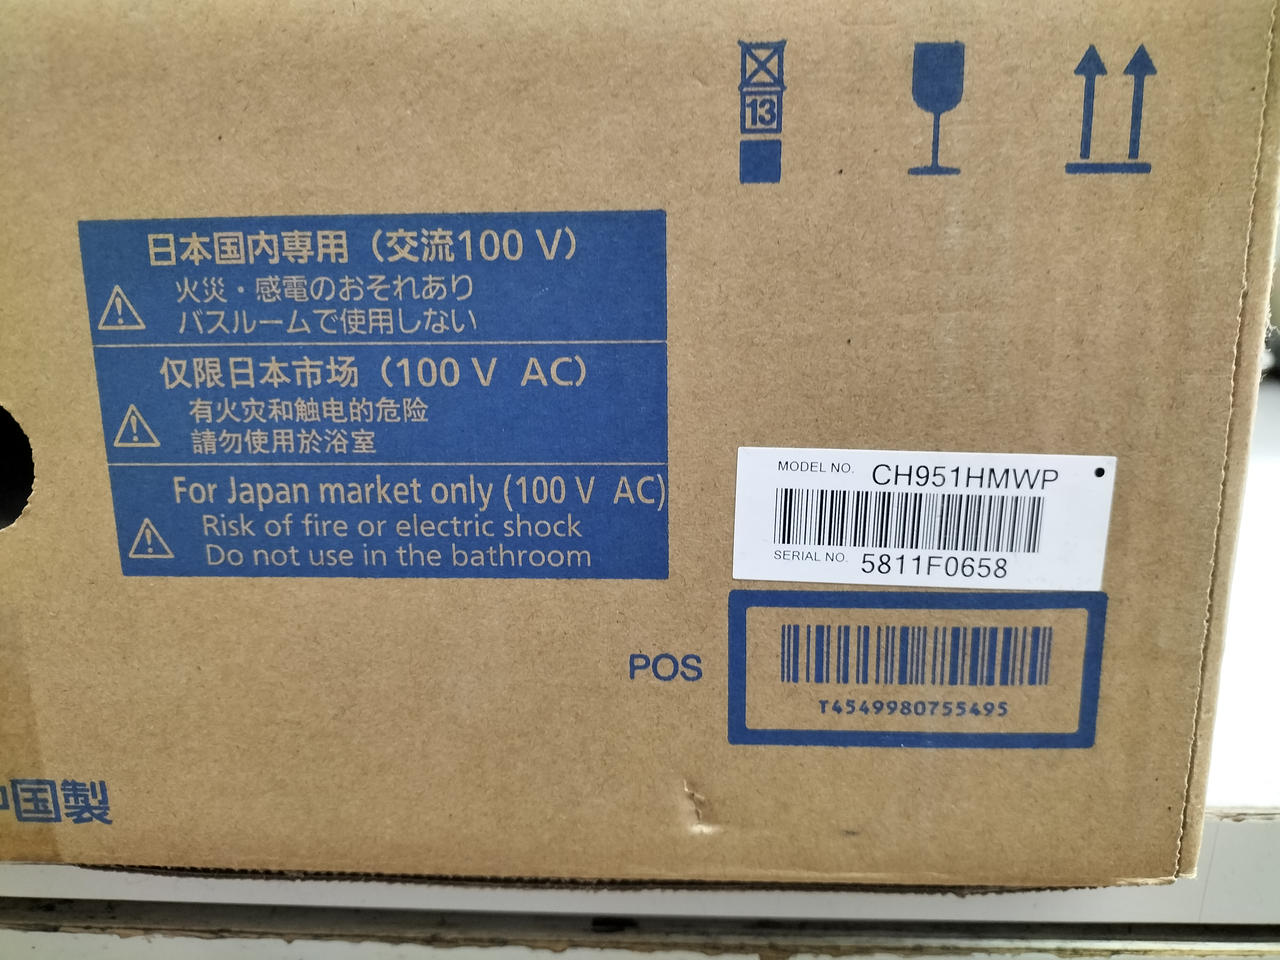 13
日本国内専用（交流100 V）
火災・感電のおそれあり
バスルームで使用しない
仅限日本市场（100 V AC）
有火灾和触电的危险
請勿使用於浴室
For Japan market only (100 V AC)
Risk of fire or electric shock
Do not use in the bathroom
MODEL NO. CH951HMWP
SERIAL NO. 5811F0658
POS
T4549980755495
中国製